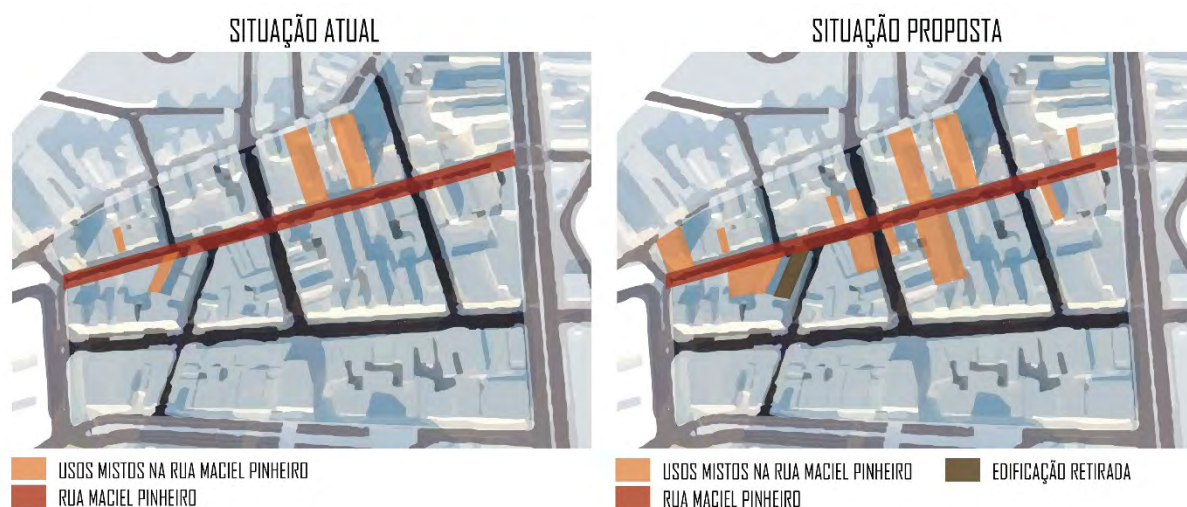 SITUAÇÃO ATUAL
SITUAÇÃO PROPOSTA
USOS MISTOS NA RUA MACIEL PINHEIRO
RUA MACIEL PINHEIRO
USOS MISTOS NA RUA MACIEL PINHEIRO
EDIFICAÇÃO RETIRADA
RUA MACIEL PINHEIRO